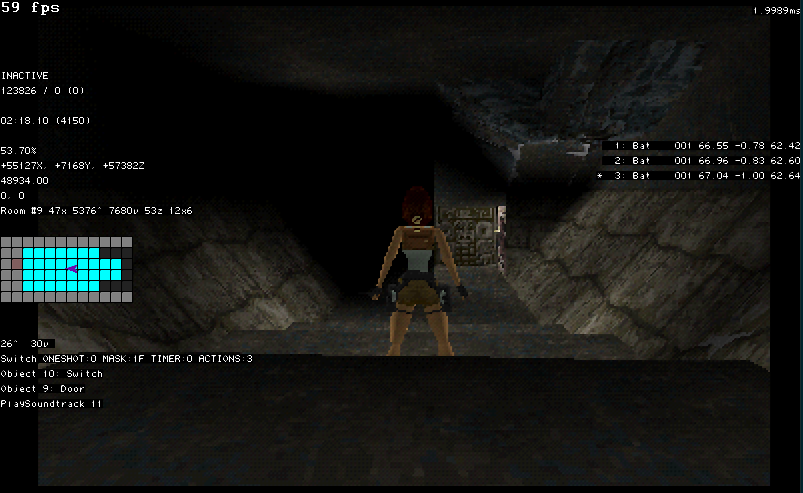 59 fps
1.9989ms
INACTIVE
123826 / 0 (0)
02:18.10 (4150)
53.70%
+55127X, +7168Y, +57382Z
48934.00
0, 0
Room #9 47x 5376^ 7680v 53z 12x6
1: Bat 001 66.55 -0.78 62.42
2: Bat 001 66.96 -0.83 62.60
* 3: Bat 001 67.04 -1.00 62.64
26^ 30v
Switch ONESHOT:0 MASK:1F TIMER:0 ACTIONS:3
Object 10: Switch
Object 9: Door
PlaySoundtrack 11